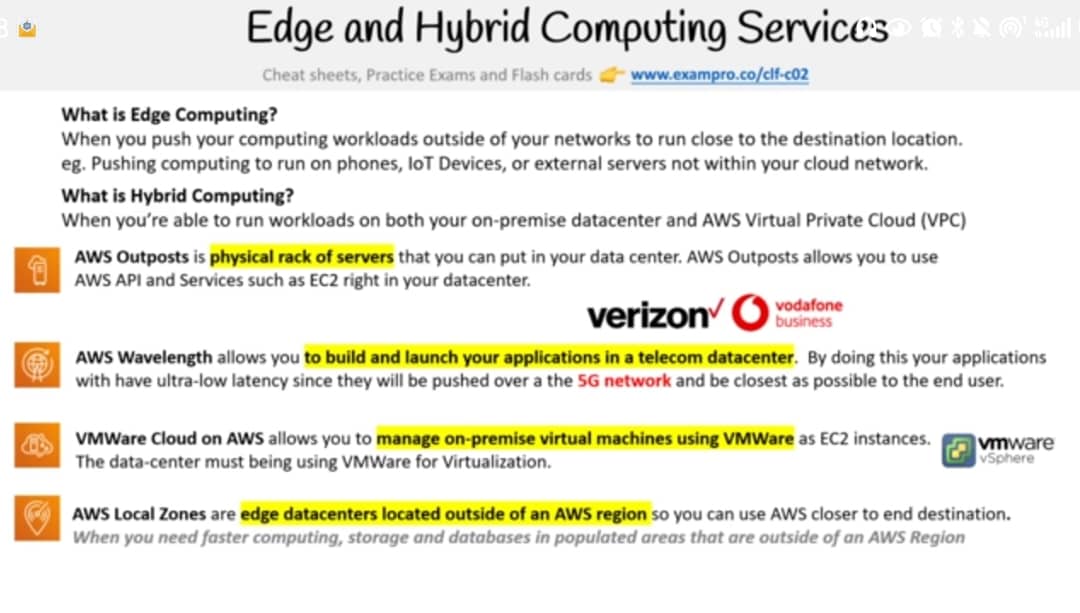 Edge and Hybrid Computing Services
Cheat sheets, Practice Exams and Flash cards 👉 www.exampro.co/clf-c02
What is Edge Computing?
When you push your computing workloads outside of your networks to run close to the destination location.
eg. Pushing computing to run on phones, IoT Devices, or external servers not within your cloud network.
What is Hybrid Computing?
When you're able to run workloads on both your on-premise datacenter and AWS Virtual Private Cloud (VPC)
AWS Outposts is physical rack of servers that you can put in your data center. AWS Outposts allows you to use
AWS API and Services such as EC2 right in your datacenter.
verizon✓ vodafone
business
AWS Wavelength allows you to build and launch your applications in a telecom datacenter. By doing this your applications
with have ultra-low latency since they will be pushed over a the 5G network and be closest as possible to the end user.
VMWare Cloud on AWS allows you to manage on-premise virtual machines using VMWare as EC2 instances.
The data-center must being using VMWare for Virtualization.
vmware
vSphere
AWS Local Zones are edge datacenters located outside of an AWS region so you can use AWS closer to end destination.
When you need faster computing, storage and databases in populated areas that are outside of an AWS Region